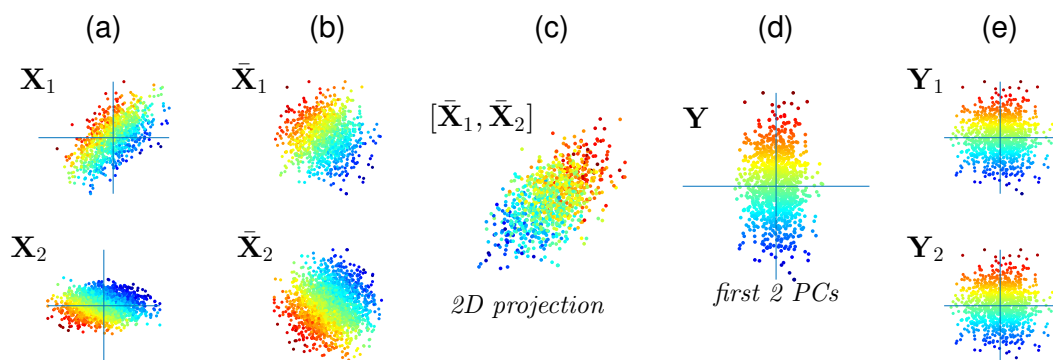 (a) (b) (c) (d) (e)
X₁ X̄₁ [X̄₁, X̄₂] Y Y₁
X₂ X̄₂ Y₂
2D projection first 2 PCs